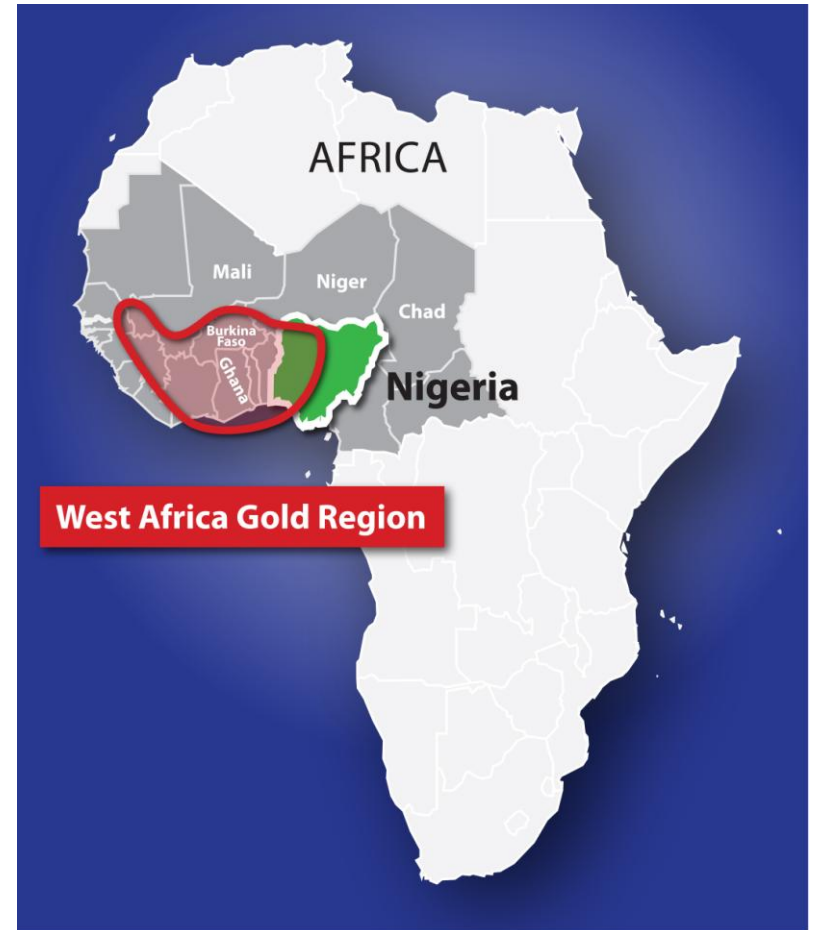 AFRICA
Mali
Niger
Chad
Burkina
Faso
Ghana
Nigeria
West Africa Gold Region